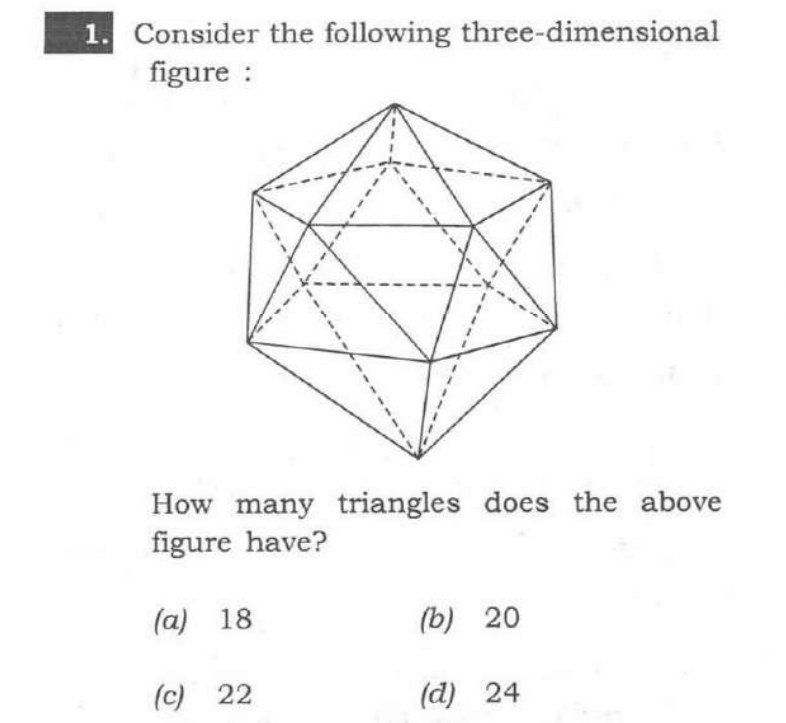 1. Consider the following three-dimensional
figure :
How many triangles does the above
figure have?
(a) 18 (b) 20
(c) 22 (d) 24